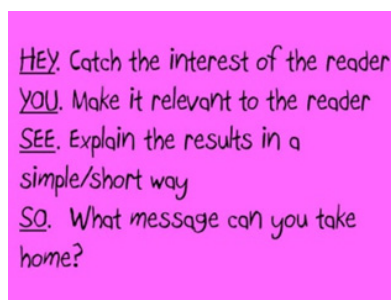 HEY. Catch the interest of the reader
YOU. Make it relevant to the reader
SEE. Explain the results in a
simple/short way
SO. What message can you take
home?